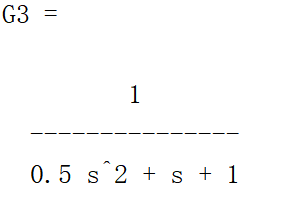 G3 =
1
---------------
0.5 s^2 + s + 1